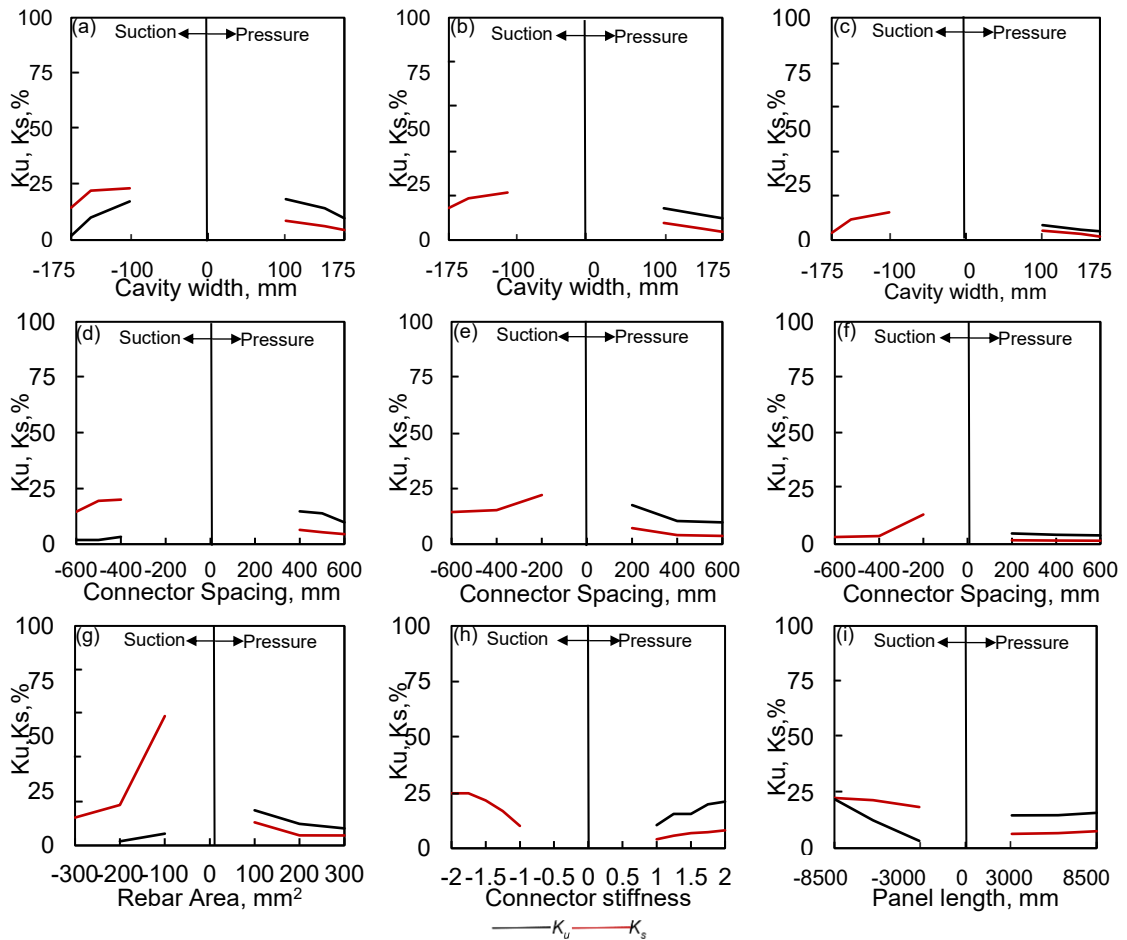 (a) Suction Pressure
100
75
50
25
0
Ku, Ks,%
-175 -100 0 100 175
Cavity width, mm
(b) Suction Pressure
100
75
50
25
0
Ku, Ks,%
-175 -100 0 100 175
Cavity width, mm
(c) Suction Pressure
100
75
50
25
0
Ku, Ks,%
-175 -100 0 100 175
Cavity width, mm
(d) Suction Pressure
100
75
50
25
0
Ku, Ks,%
-600 -400 -200 0 200 400 600
Connector Spacing, mm
(e) Suction Pressure
100
75
50
25
0
Ku, Ks,%
-600 -400 -200 0 200 400 600
Connector Spacing, mm
(f) Suction Pressure
100
75
50
25
0
Ku, Ks,%
-600 -400 -200 0 200 400 600
Connector Spacing, mm
(g) Suction Pressure
100
75
50
25
0
Ku,Ks,%
-300 -200 -100 0 100 200 300
Rebar Area, mm²
(h) Suction Pressure
100
75
50
25
0
Ku, Ks,%
-2 -1.5 -1 -0.5 0 0.5 1 1.5 2
Connector stiffness
(i) Suction Pressure
100
75
50
25
0
Ku, Ks,%
-8500 -3000 0 3000 8500
Panel length, mm
Ku Ks